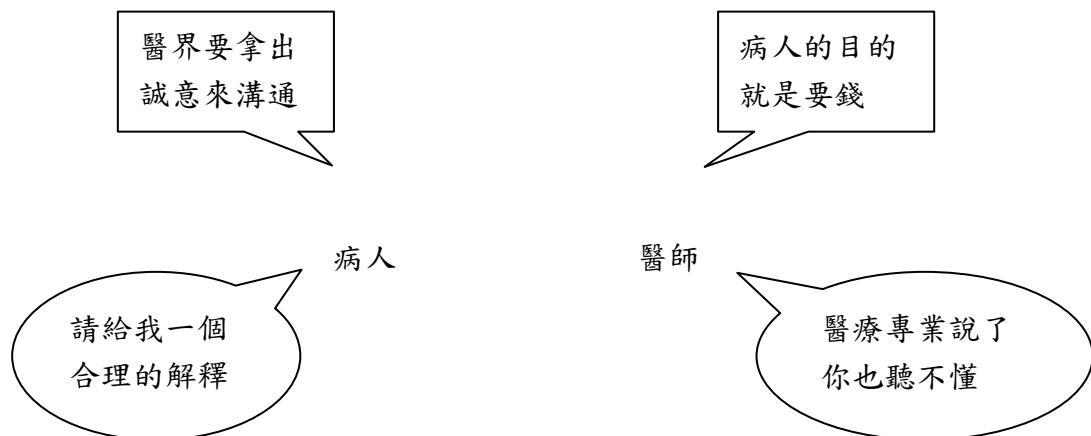 醫界要拿出
誠意來溝通
病人的目的
就是要錢
病人
醫師
請給我一個
合理的解釋
醫療專業說了
你也聽不懂